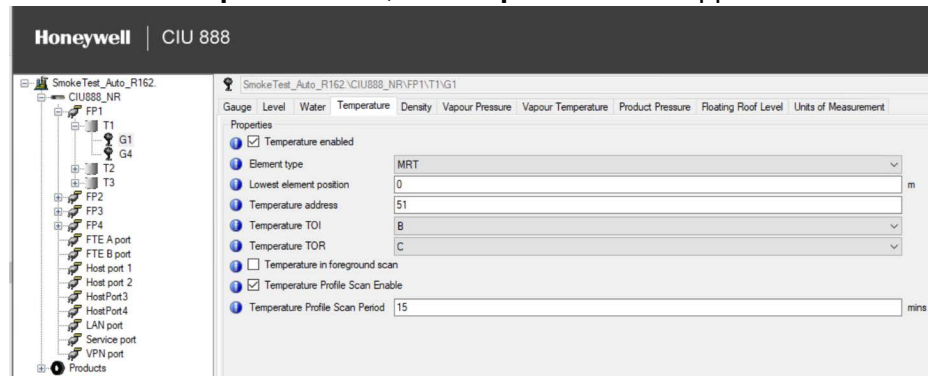 Honeywell | CIU 888
SmokeTest_Auto_R162.
CIU888_NR
FP1
T1
G1
G4
T2
T3
FP2
FP3
FP4
FTE A port
FTE B port
Host port 1
Host port 2
HostPort3
HostPort4
LAN port
Service port
VPN port
Products
SmokeTest_Auto_R162.\CIU888_NR\FP1\T1\G1
Gauge Level Water Temperature Density Vapour Pressure Vapour Temperature Product Pressure Floating Roof Level Units of Measurement
Properties
Temperature enabled
Element type MRT
Lowest element position 0 m
Temperature address 51
Temperature TOI B
Temperature TOR C
Temperature in foreground scan
Temperature Profile Scan Enable
Temperature Profile Scan Period 15 mins